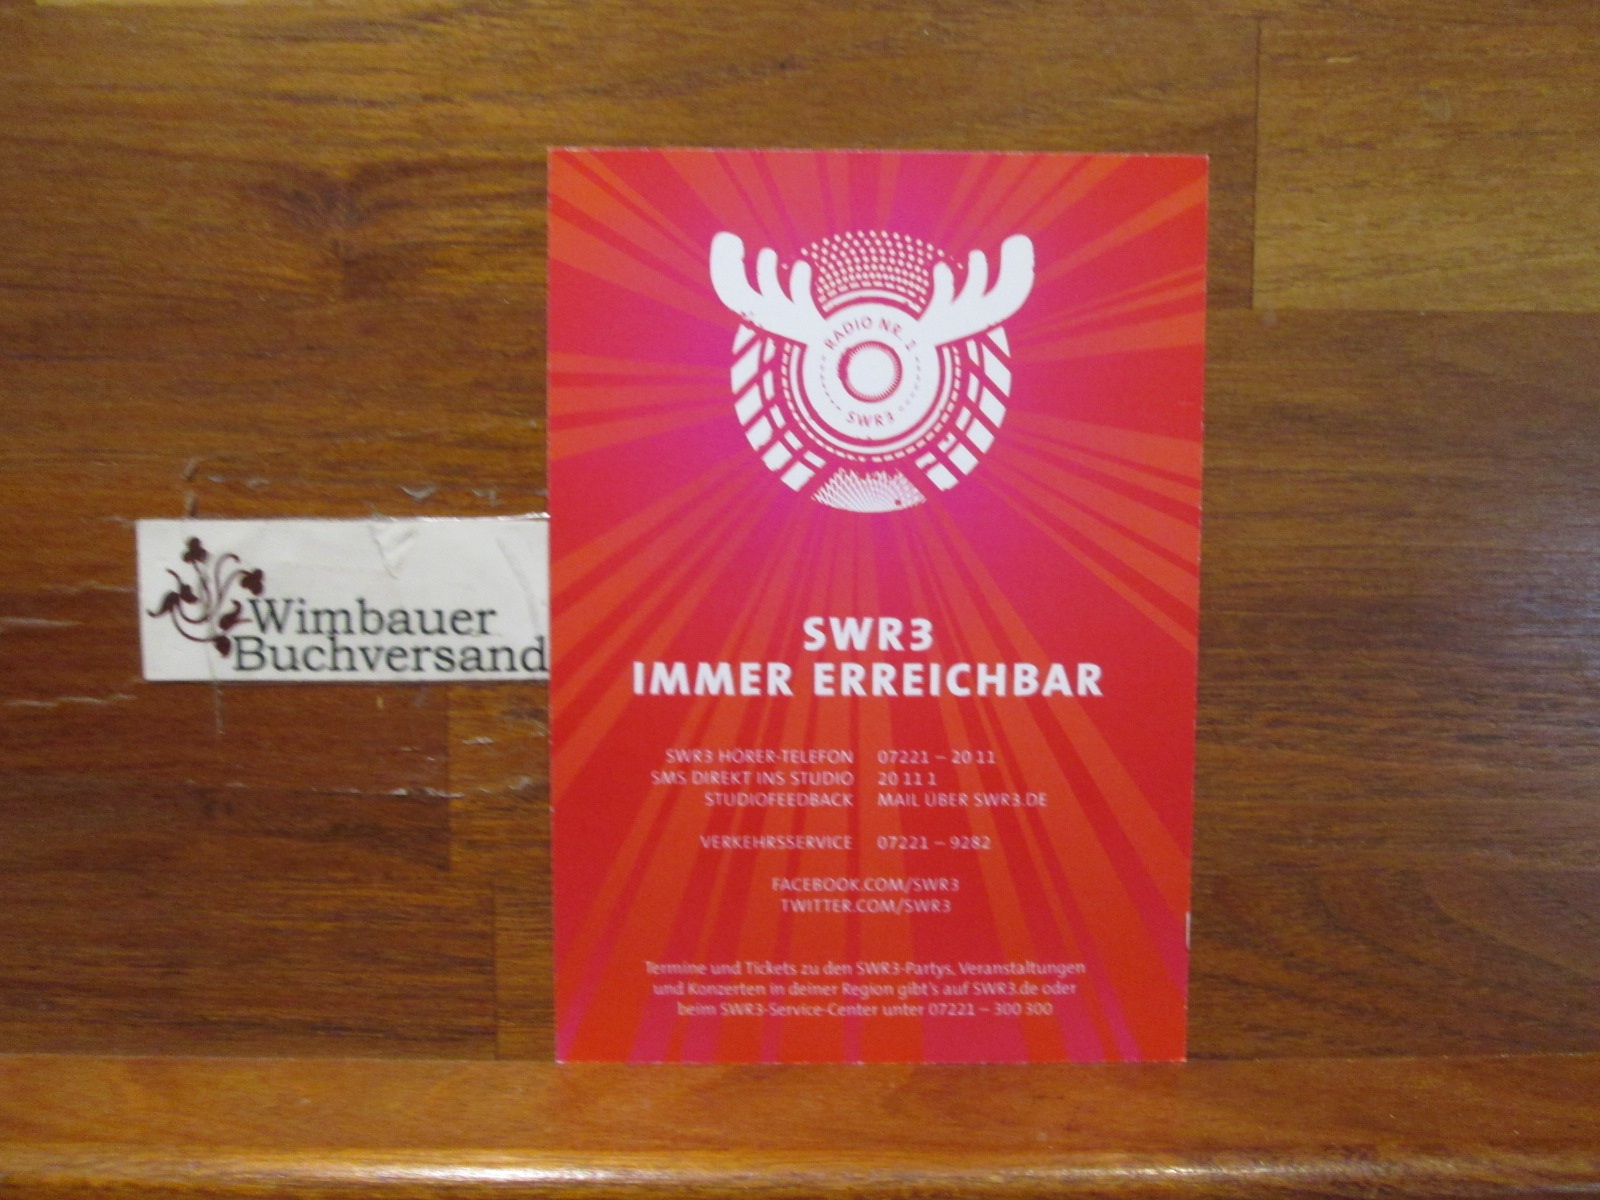 RADIO NR. 1
SWR3
Wimbauer
Buchversand
SWR3
IMMER ERREICHBAR
SWR3 HÖRER-TELEFON 07221 – 20 11
SMS DIREKT INS STUDIO 20 11 1
STUDIOFEEDBACK MAIL ÜBER SWR3.DE
VERKEHRSSERVICE 07221 – 9282
FACEBOOK.COM/SWR3
TWITTER.COM/SWR3
Termine und Tickets zu den SWR3-Partys, Veranstaltungen
und Konzerten in deiner Region gibt's auf SWR3.de oder
beim SWR3-Service-Center unter 07221 – 300 300